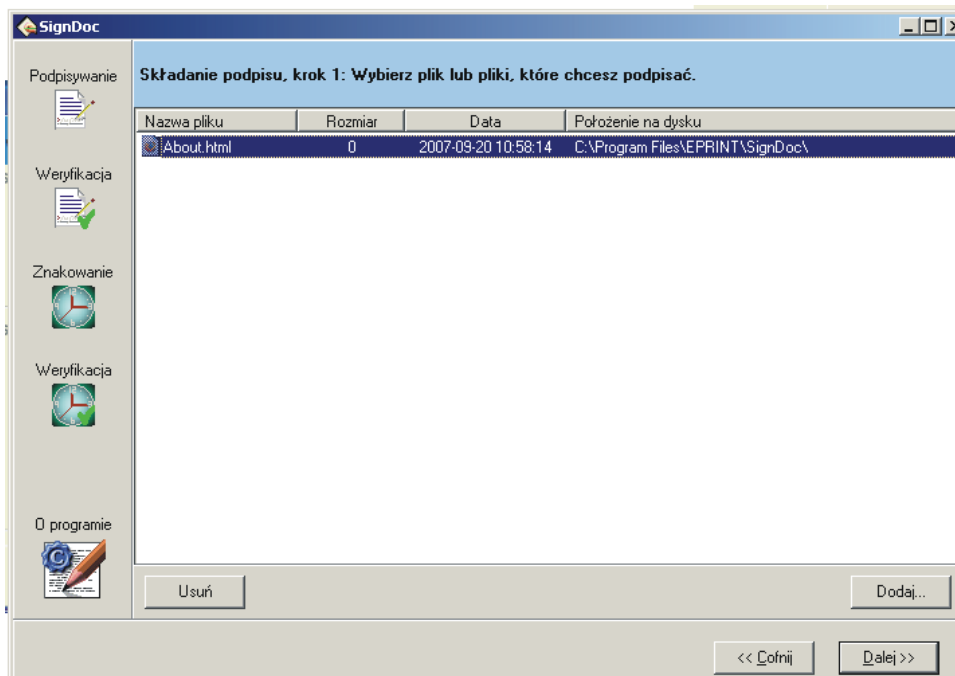 SignDoc
Podpisywanie
Weryfikacja
Znakowanie
Weryfikacja
O programie
Składanie podpisu, krok 1: Wybierz plik lub pliki, które chcesz podpisać.
Nazwa pliku Rozmiar Data Położenie na dysku
About.html 0 2007-09-20 10:58:14 C:\Program Files\EPRINT\SignDoc\
Usuń Dodaj...
<< Cofnij Dalej >>